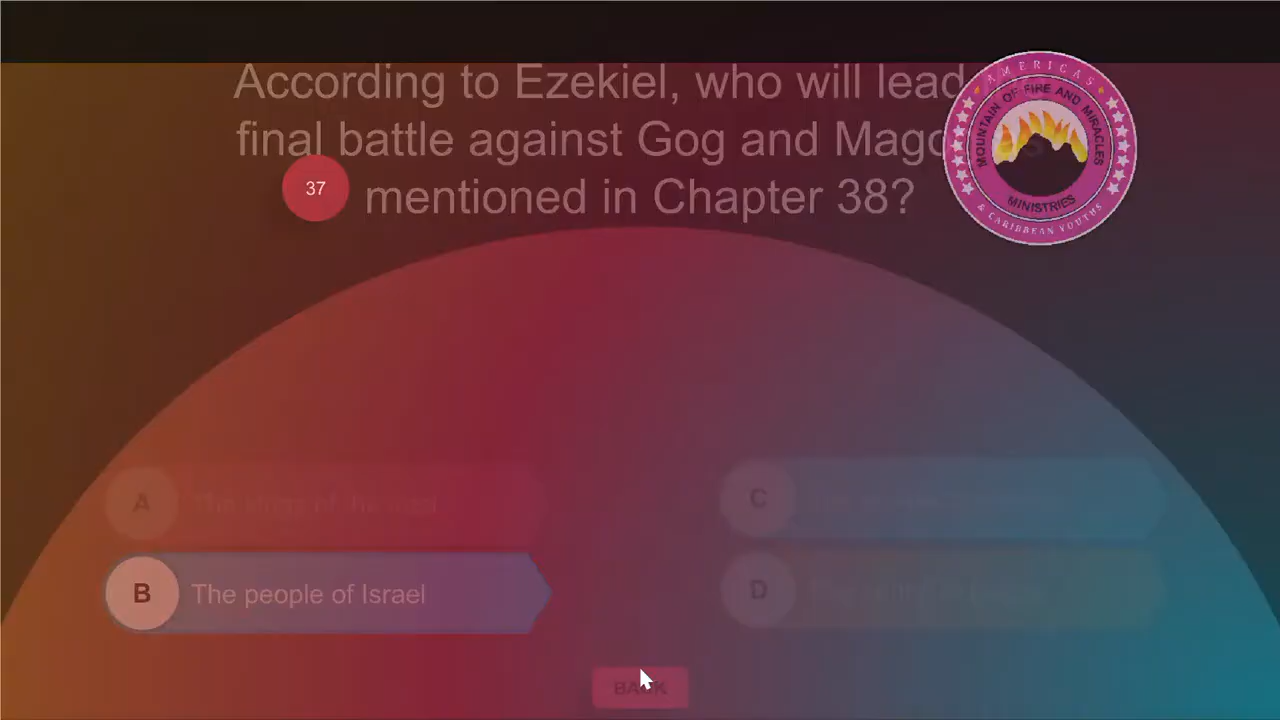 According to Ezekiel, who will lead
final battle against Gog and Mago
mentioned in Chapter 38?
37
AMERICAS
MOUNTAIN OF FIRE AND MIRACLES
MINISTRIES
& CARIBBEAN YOUTHS
A
C
B The people of Israel
D
BACK